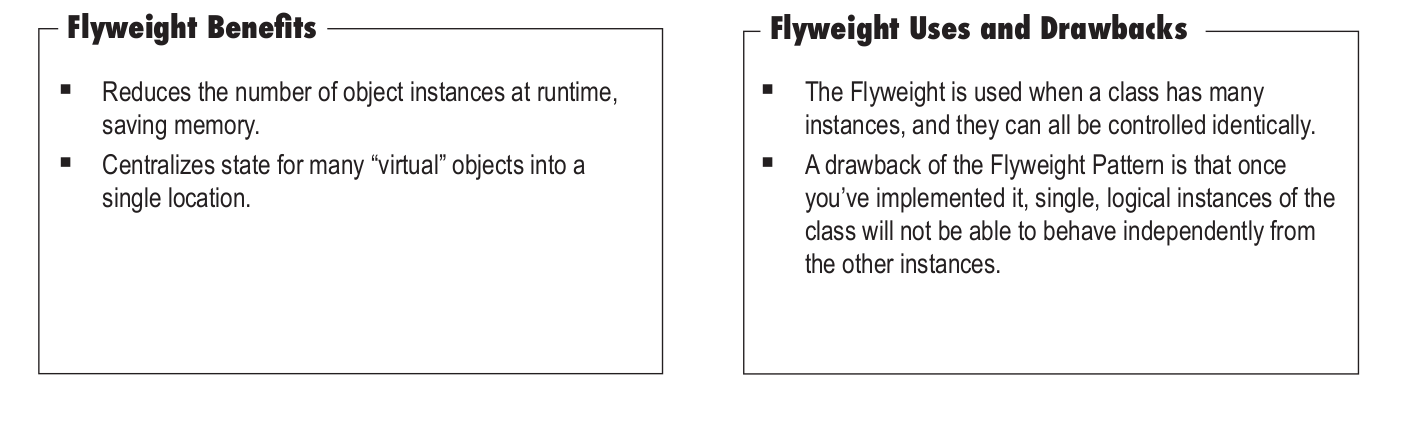 Flyweight Benefits
▪ Reduces the number of object instances at runtime,
saving memory.
▪ Centralizes state for many “virtual” objects into a
single location.
Flyweight Uses and Drawbacks
▪ The Flyweight is used when a class has many
instances, and they can all be controlled identically.
▪ A drawback of the Flyweight Pattern is that once
you’ve implemented it, single, logical instances of the
class will not be able to behave independently from
the other instances.